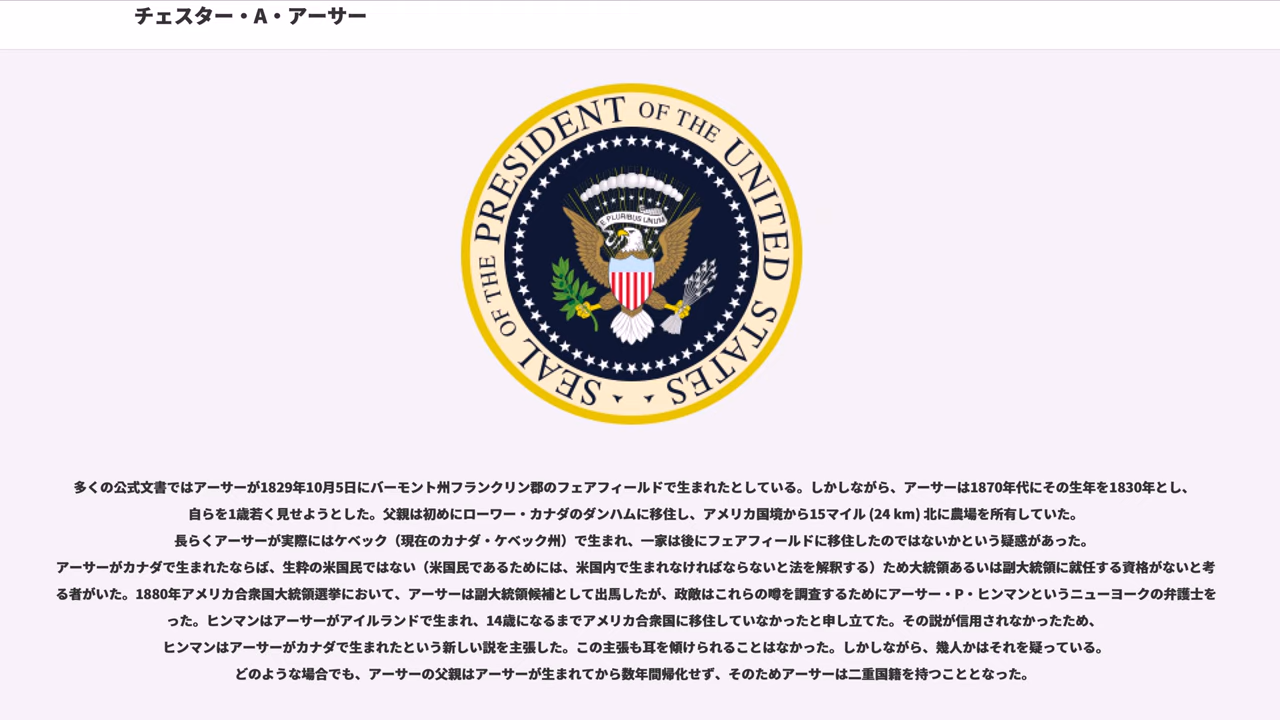 チェスター・A・アーサー
SEAL OF THE PRESIDENT OF THE UNITED STATES
E PLURIBUS UNUM
多くの公式文書ではアーサーが1829年10月5日にバーモント州フランクリン郡のフェアフィールドで生まれたとしている。しかしながら、アーサーは1870年代にその生年を1830年とし、
自らを1歳若く見せようとした。父親は初めにローワー・カナダのダンハムに移住し、アメリカ国境から15マイル (24 km) 北に農場を所有していた。
長らくアーサーが実際にはケベック（現在のカナダ・ケベック州）で生まれ、一家は後にフェアフィールドに移住したのではないかという疑惑があった。
アーサーがカナダで生まれたならば、生粋の米国民ではない（米国民であるためには、米国内で生まれなければならないと法を解釈する）ため大統領あるいは副大統領に就任する資格がないと考
る者がいた。1880年アメリカ合衆国大統領選挙において、アーサーは副大統領候補として出馬したが、政敵はこれらの噂を調査するためにアーサー・P・ヒンマンというニューヨークの弁護士を
った。ヒンマンはアーサーがアイルランドで生まれ、14歳になるまでアメリカ合衆国に移住していなかったと申し立てた。その説が信用されなかったため、
ヒンマンはアーサーがカナダで生まれたという新しい説を主張した。この主張も耳を傾けられることはなかった。しかしながら、幾人かはそれを疑っている。
どのような場合でも、アーサーの父親はアーサーが生まれてから数年間帰化せず、そのためアーサーは二重国籍を持つこととなった。